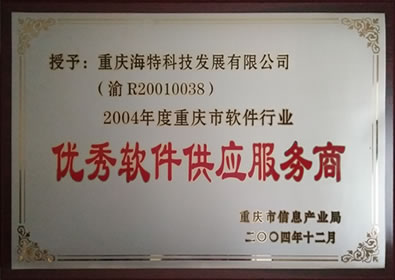 授予：重庆海特科技发展有限公司
（渝R20010038）
2004年度重庆市软件行业
优秀软件供应服务商
重庆市信息产业局
二〇〇四年十二月